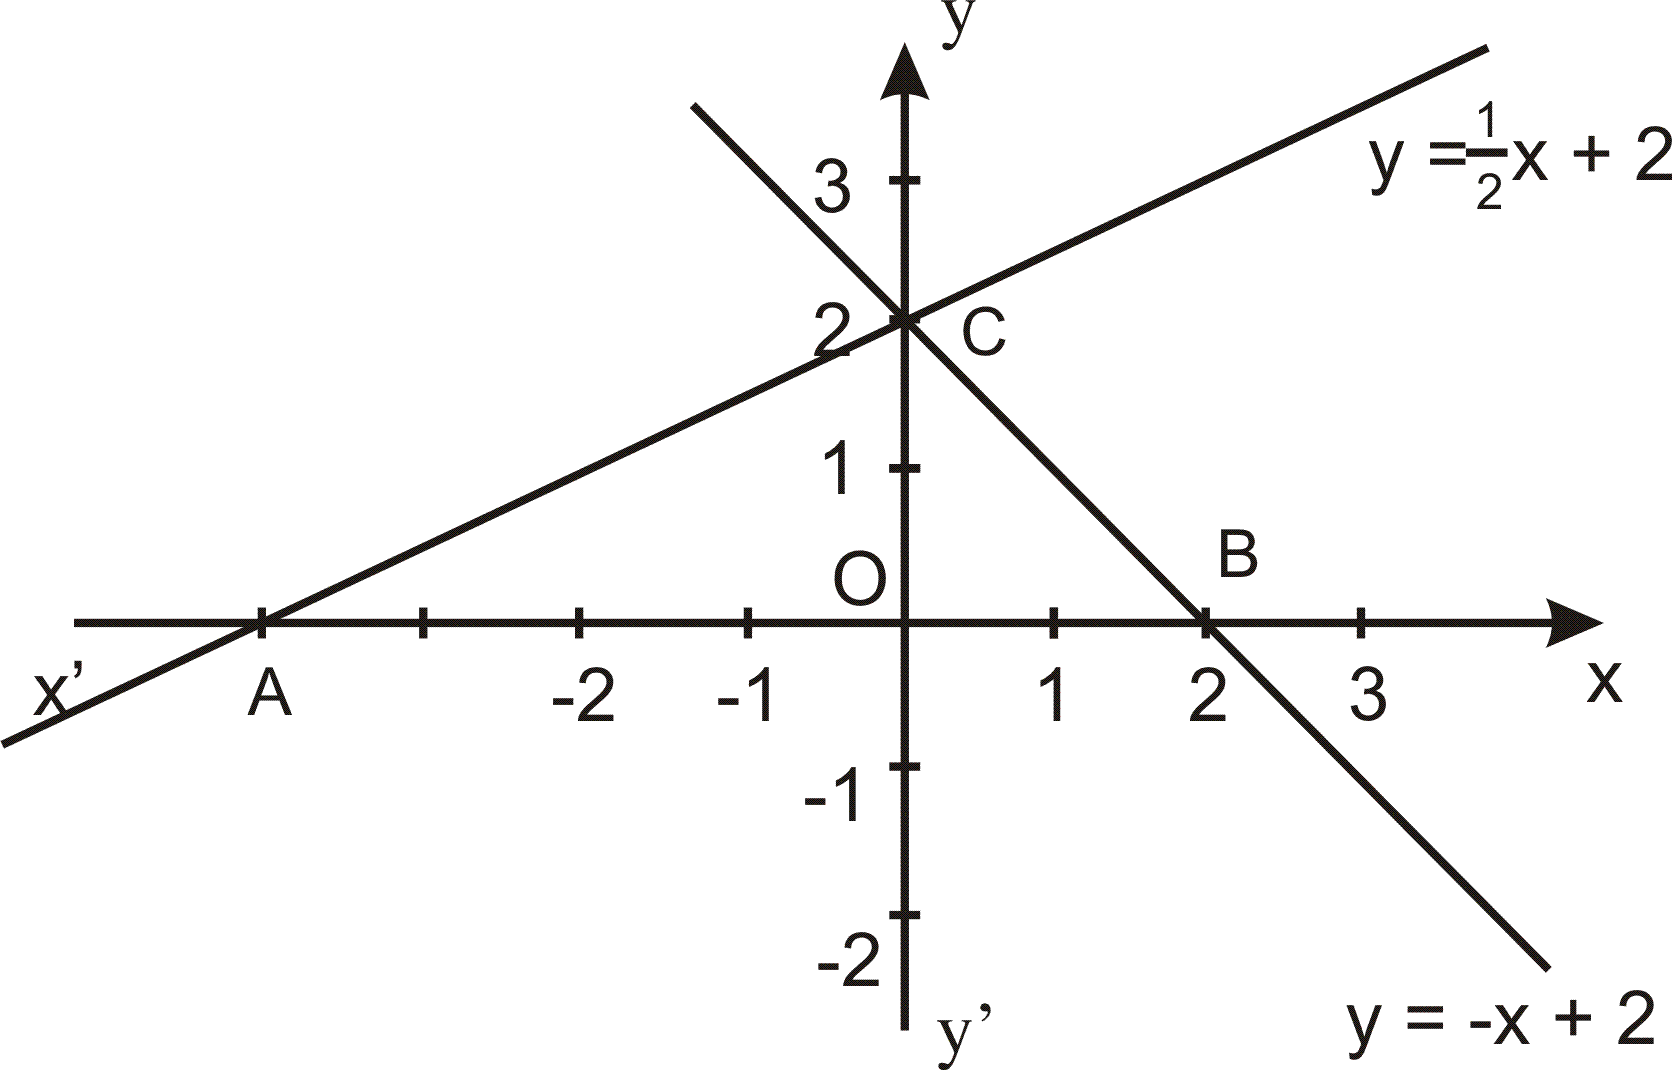 y
y = 1/2 x + 2
3
2 C
1
O B
x’ A -2 -1 1 2 3 x
-1
-2
y’ y = -x + 2